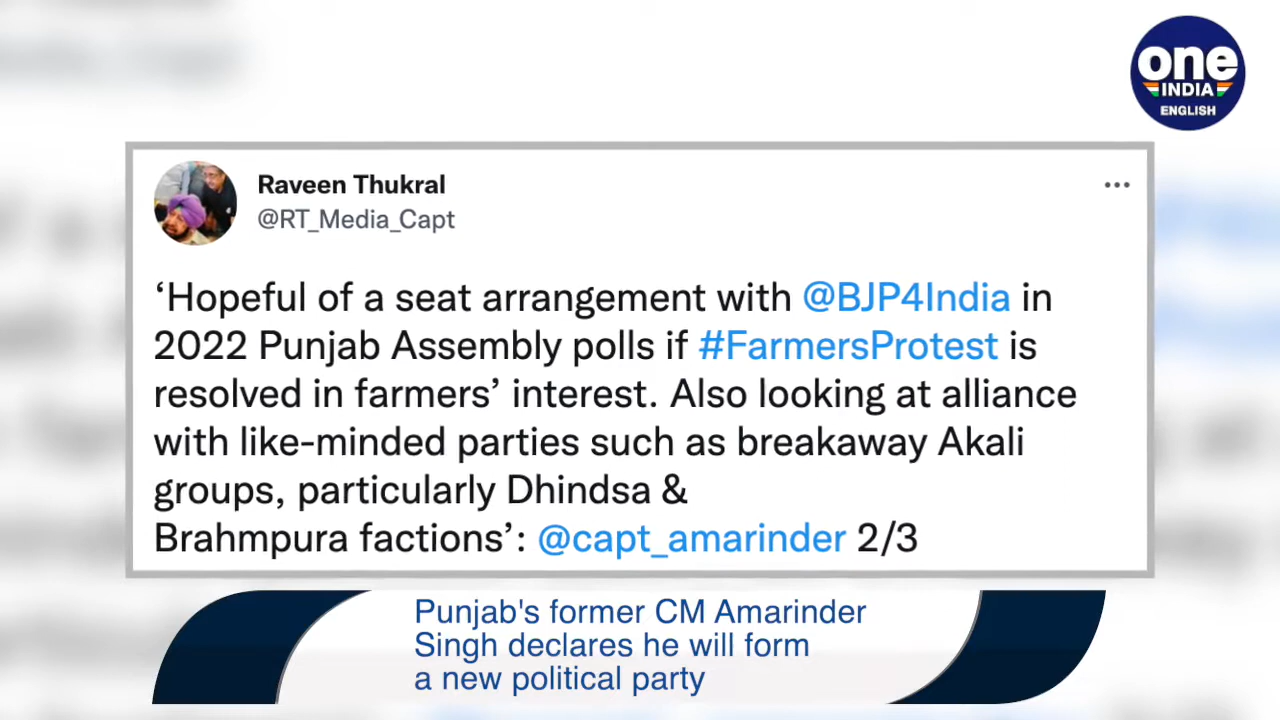 one
INDIA
ENGLISH
Raveen Thukral
@RT_Media_Capt
‘Hopeful of a seat arrangement with @BJP4India in
2022 Punjab Assembly polls if #FarmersProtest is
resolved in farmers’ interest. Also looking at alliance
with like-minded parties such as breakaway Akali
groups, particularly Dhindsa &
Brahmpura factions’: @capt_amarinder 2/3
Punjab's former CM Amarinder
Singh declares he will form
a new political party